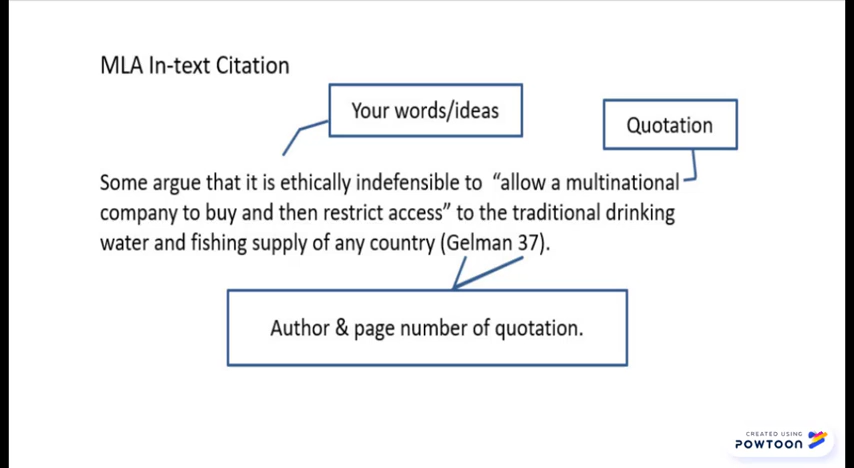 MLA In-text Citation
Your words/ideas
Quotation
Some argue that it is ethically indefensible to “allow a multinational
company to buy and then restrict access” to the traditional drinking
water and fishing supply of any country (Gelman 37).
Author & page number of quotation.
CREATED USING
POWTOON